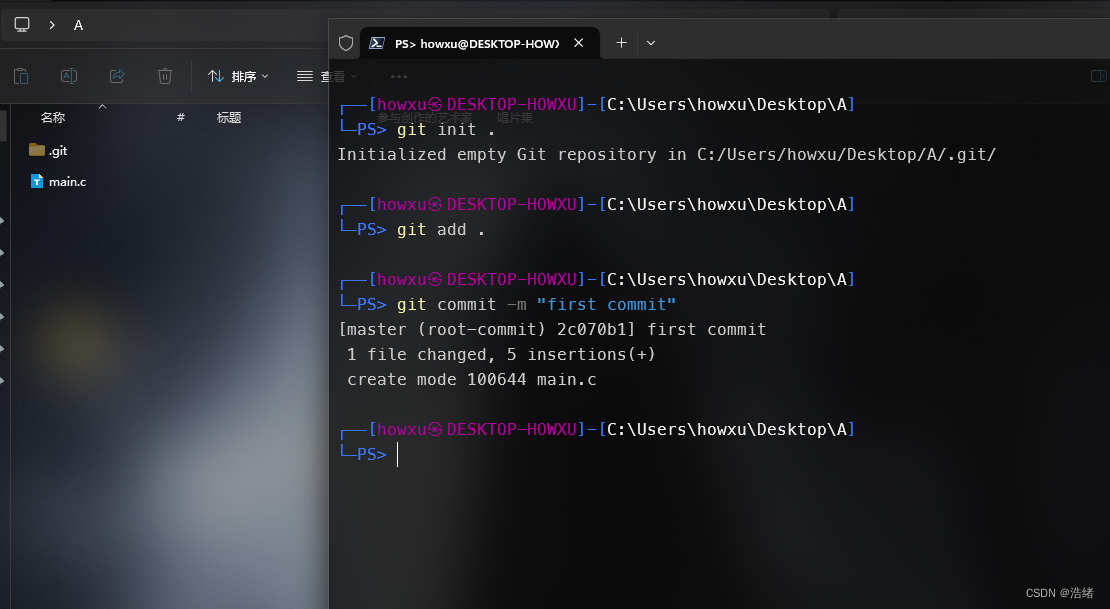 A
排序
查看
名称
#
标题
参与创作的艺术家
唱片集
.git
main.c
PS> howxu@DESKTOP-HOWX
┌──[howxu㉿DESKTOP-HOWXU]-[C:\Users\howxu\Desktop\A]
└─PS> git init .
Initialized empty Git repository in C:/Users/howxu/Desktop/A/.git/
┌──[howxu㉿DESKTOP-HOWXU]-[C:\Users\howxu\Desktop\A]
└─PS> git add .
┌──[howxu㉿DESKTOP-HOWXU]-[C:\Users\howxu\Desktop\A]
└─PS> git commit -m "first commit"
[master (root-commit) 2c070b1] first commit
1 file changed, 5 insertions(+)
create mode 100644 main.c
┌──[howxu㉿DESKTOP-HOWXU]-[C:\Users\howxu\Desktop\A]
└─PS>
CSDN @浩绪